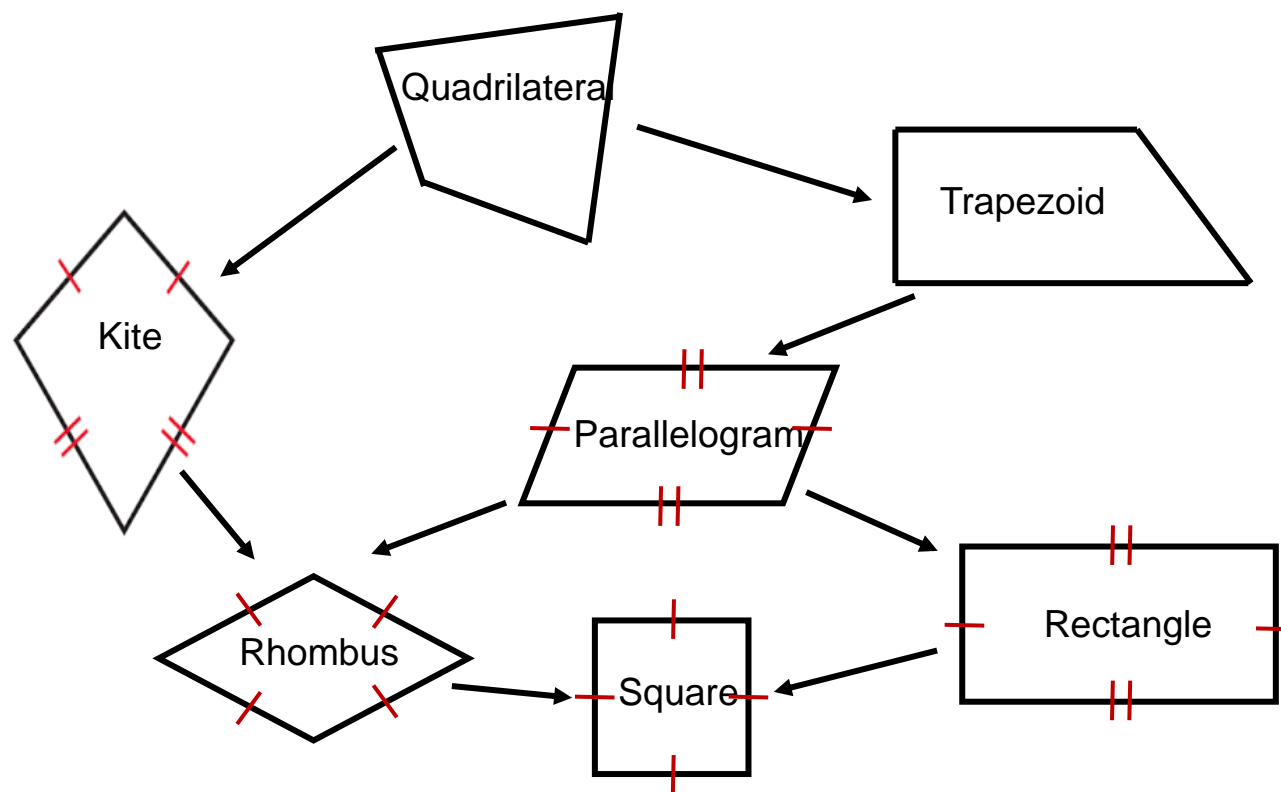 Quadrilateral
Trapezoid
Kite
Parallelogram
Rectangle
Rhombus
Square